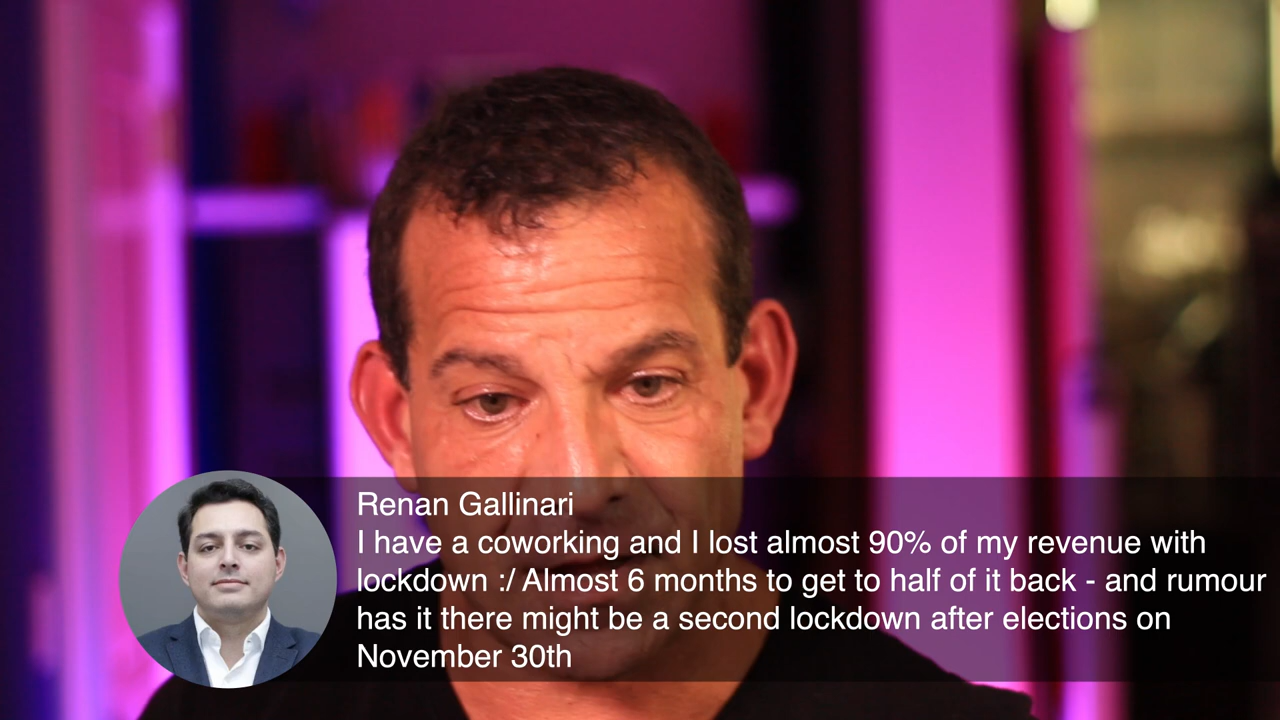 Renan Gallinari
I have a coworking and I lost almost 90% of my revenue with
lockdown :/ Almost 6 months to get to half of it back - and rumour
has it there might be a second lockdown after elections on
November 30th